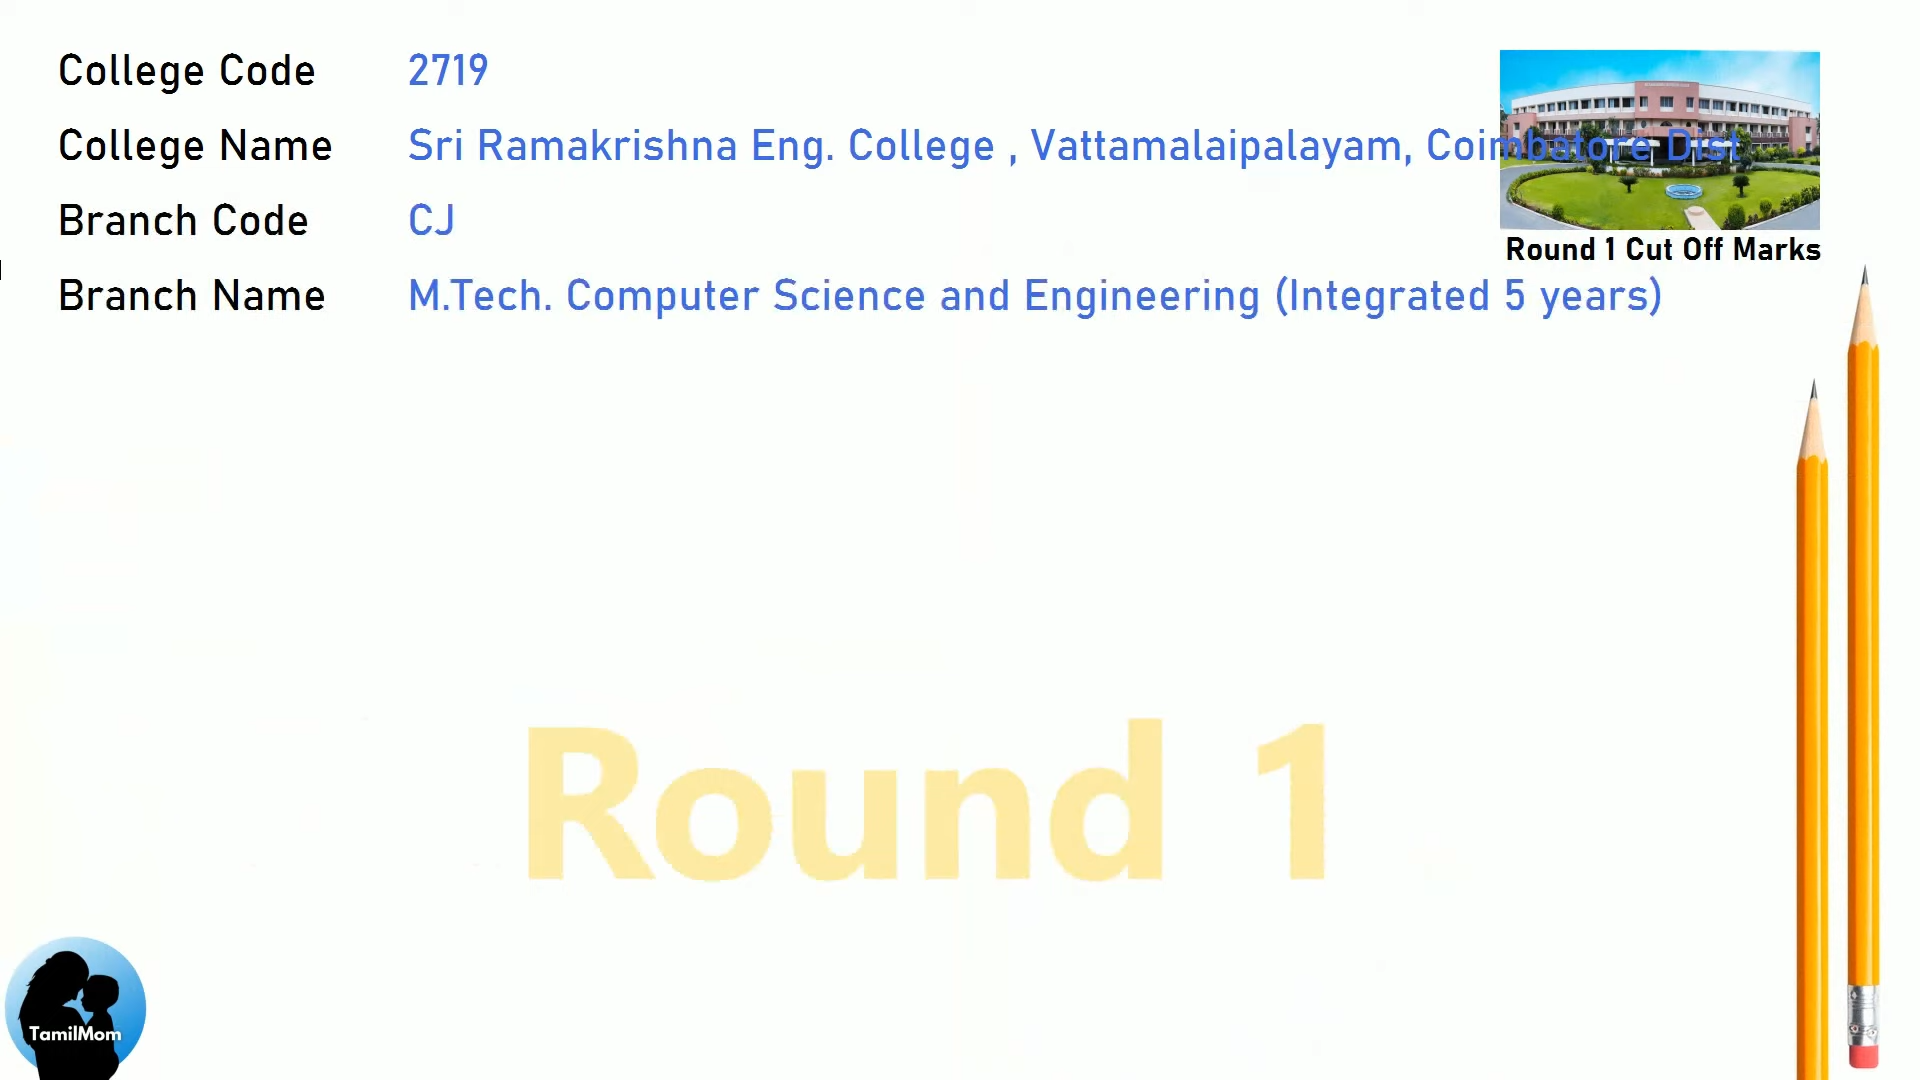 College Code 2719
College Name Sri Ramakrishna Eng. College , Vattamalaipalayam, Coimbatore Dist
Branch Code CJ
Round 1 Cut Off Marks
Branch Name M.Tech. Computer Science and Engineering (Integrated 5 years)
Round 1
TamilMom